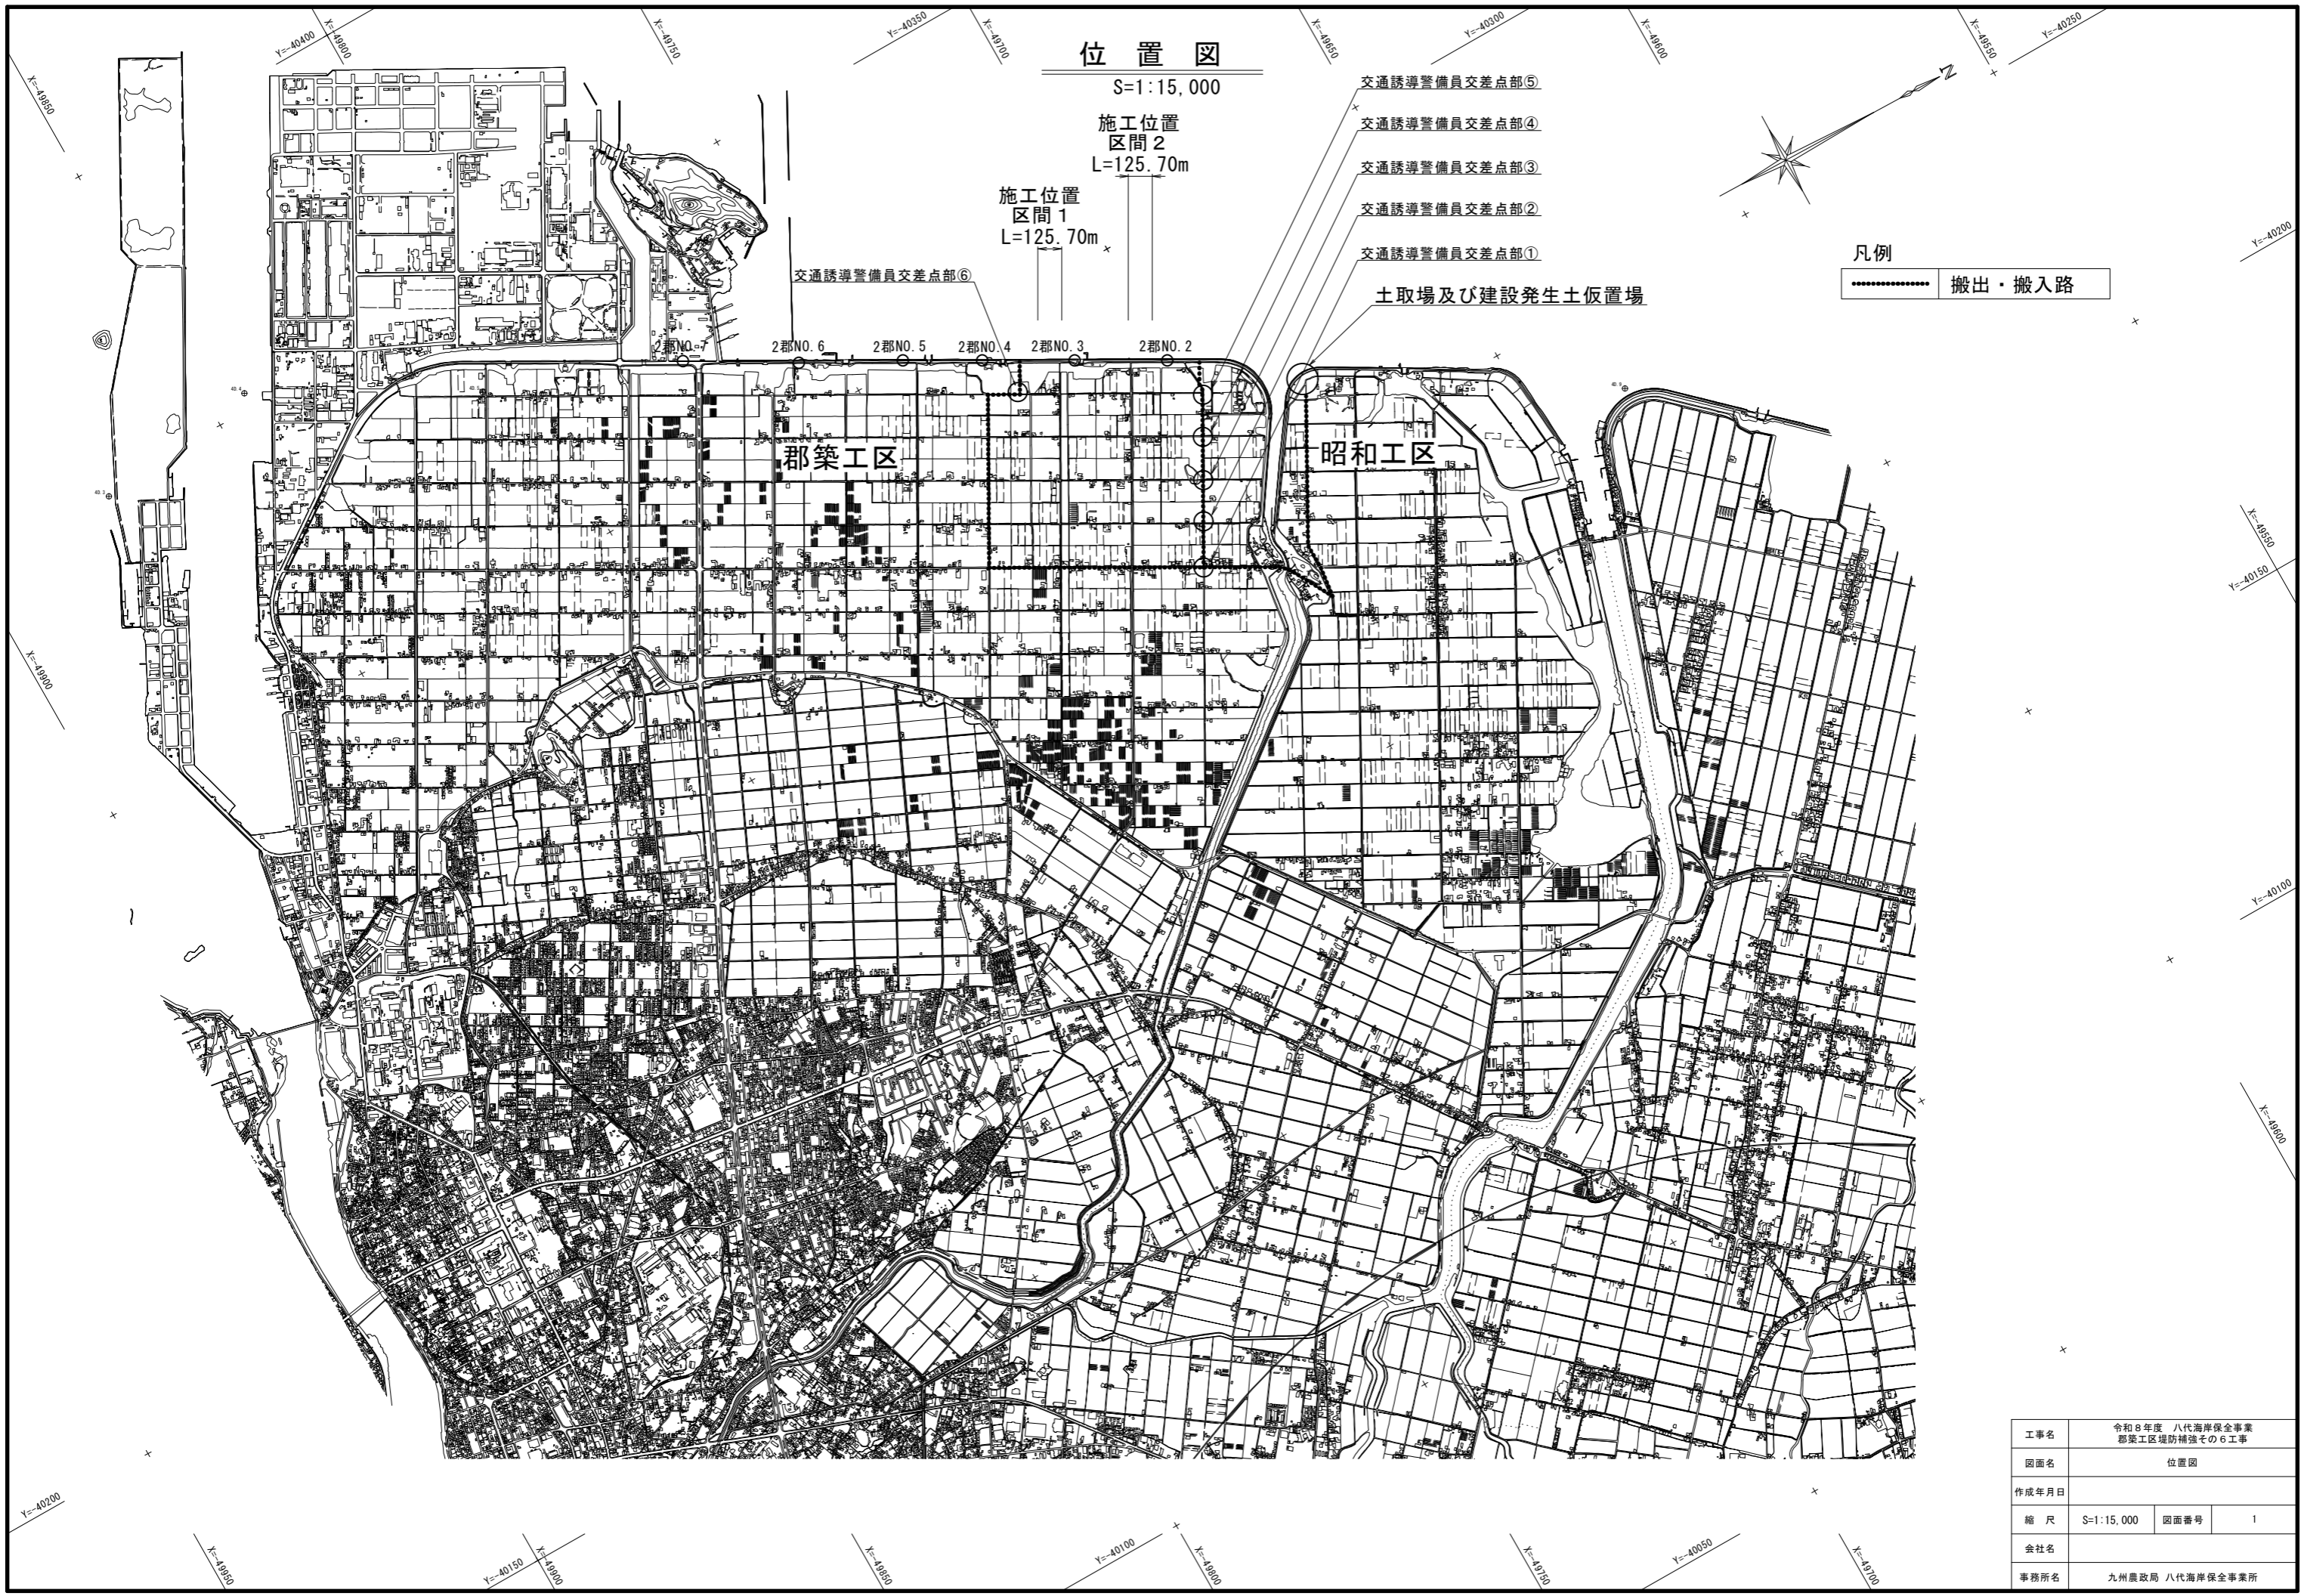 位置図
S=1:15,000
施工位置
区間2
L=125.70m
施工位置
区間1
L=125.70m
交通誘導警備員交差点部⑤
交通誘導警備員交差点部④
交通誘導警備員交差点部③
交通誘導警備員交差点部②
交通誘導警備員交差点部①
交通誘導警備員交差点部⑥
土取場及び建設発生土仮置場
N
凡例
搬出・搬入路
2郡NO.7
2郡NO.6
2郡NO.5
2郡NO.4
2郡NO.3
2郡NO.2
郡築工区
昭和工区
Y=-40400
X=-49800
X=-49750
Y=-40350
X=-49700
X=-49650
Y=-40300
X=-49600
X=-49550
Y=-40250
X=-49850
Y=-40200
X=-49550
Y=-40150
X=-49900
Y=-40100
X=-49600
Y=-40200
X=-49950
Y=-40150
X=-49900
X=-49850
Y=-40100
X=-49800
X=-49750
Y=-40050
X=-49700
工事名 令和8年度 八代海岸保全事業
郡築工区堤防補強その6工事
図面名 位置図
作成年月日
縮尺 S=1:15,000 図面番号 1
会社名
事務所名 九州農政局 八代海岸保全事業所